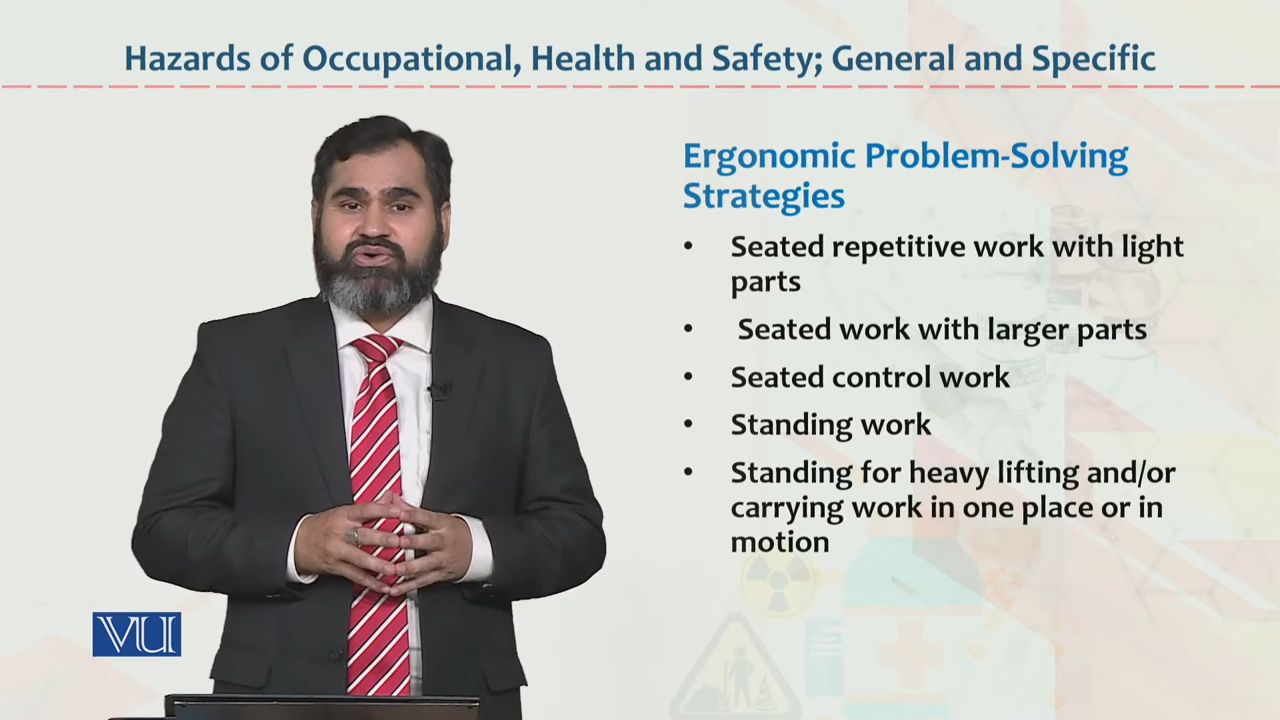 Hazards of Occupational, Health and Safety; General and Specific
Ergonomic Problem-Solving
Strategies
• Seated repetitive work with light
parts
• Seated work with larger parts
• Seated control work
• Standing work
• Standing for heavy lifting and/or
carrying work in one place or in
motion
VU